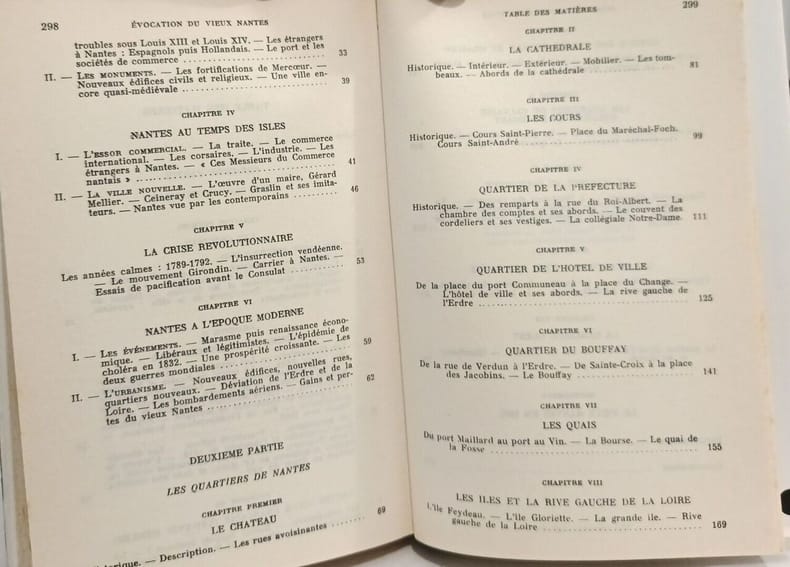 298 ÉVOCATION DU VIEUX NANTES
troubles sous Louis XIII et Louis XIV. — Les étrangers
à Nantes : Espagnols puis Hollandais. — Le port et les
sociétés de commerce 33
II. — LES MONUMENTS. — Les fortifications de Mercœur. —
Nouveaux édifices civils et religieux. — Une ville en-
core quasi-médiévale 39
CHAPITRE IV
NANTES AU TEMPS DES ISLES
I. — L'ESSOR COMMERCIAL. — La traite. — Le commerce
international. — Les corsaires. — L'industrie. — Les
étrangers à Nantes. — « Ces Messieurs du Commerce
nantais » 41
II. — LA VILLE NOUVELLE. — L'œuvre d'un maire, Gérard
Mellier. — Ceineray et Crucy. — Graslin et ses imita-
teurs. — Nantes vue par les contemporains 46
CHAPITRE V
LA CRISE REVOLUTIONNAIRE
Les années calmes : 1789-1792. — L'insurrection vendéenne.
— Le mouvement Girondin. — Carrier à Nantes. —
Essais de pacification avant le Consulat 53
CHAPITRE VI
NANTES A L'EPOQUE MODERNE
I. — LES ÉVÉNEMENTS. — Marasme puis renaissance écono-
mique. — Libéraux et légitimistes. — L'épidémie de
choléra en 1832. — Une prospérité croissante. — Les
deux guerres mondiales 59
II. — L'URBANISME. — Nouveaux édifices, nouvelles rues,
quartiers nouveaux. — Déviation de l'Erdre et de la
Loire. — Les bombardements aériens. — Gains et per-
tes du vieux Nantes 62
DEUXIEME PARTIE
LES QUARTIERS DE NANTES
CHAPITRE PREMIER
LE CHATEAU
Historique. — Description. — Les rues avoisinantes 69
TABLE DES MATIÈRES 299
CHAPITRE II
LA CATHEDRALE
Historique. — Intérieur. — Extérieur. — Mobilier. — Les tom-
beaux. — Abords de la cathédrale 81
CHAPITRE III
LES COURS
Historique. — Cours Saint-Pierre. — Place du Maréchal-Foch.
Cours Saint-André 99
CHAPITRE IV
QUARTIER DE LA PREFECTURE
Historique. — Des remparts à la rue du Roi-Albert. — La
chambre des comptes et ses abords. — Le couvent des
cordeliers et ses vestiges. — La collégiale Notre-Dame. 111
CHAPITRE V
QUARTIER DE L'HOTEL DE VILLE
De la place du port Communeau à la place du Change. —
L'hôtel de ville et ses abords. — La rive gauche de
l'Erdre 125
CHAPITRE VI
QUARTIER DU BOUFFAY
De la rue de Verdun à l'Erdre. — De Sainte-Croix à la place
des Jacobins. — Le Bouffay 141
CHAPITRE VII
LES QUAIS
Du port Maillard au port au Vin. — La Bourse. — Le quai de
la Fosse 155
CHAPITRE VIII
LES ILES ET LA RIVE GAUCHE DE LA LOIRE
L'île Feydeau. — L'île Gloriette. — La grande île. — Rive
gauche de la Loire 169